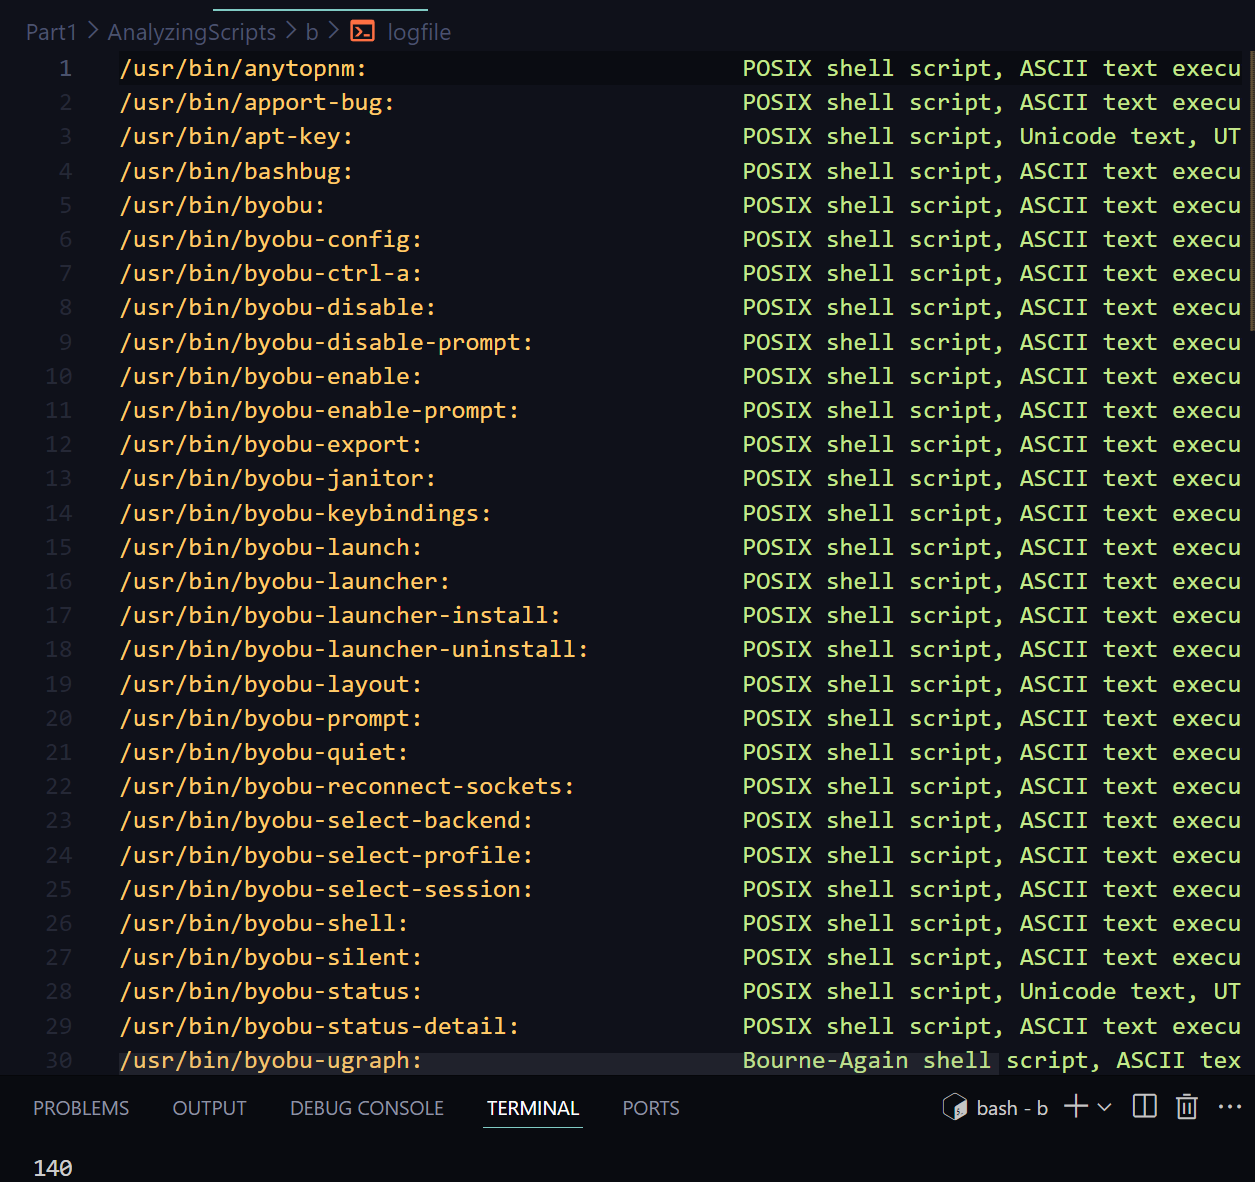 Part1 > AnalyzingScripts > b > logfile
1 /usr/bin/anytopnm: POSIX shell script, ASCII text execu
2 /usr/bin/apport-bug: POSIX shell script, ASCII text execu
3 /usr/bin/apt-key: POSIX shell script, Unicode text, UT
4 /usr/bin/bashbug: POSIX shell script, ASCII text execu
5 /usr/bin/byobu: POSIX shell script, ASCII text execu
6 /usr/bin/byobu-config: POSIX shell script, ASCII text execu
7 /usr/bin/byobu-ctrl-a: POSIX shell script, ASCII text execu
8 /usr/bin/byobu-disable: POSIX shell script, ASCII text execu
9 /usr/bin/byobu-disable-prompt: POSIX shell script, ASCII text execu
10 /usr/bin/byobu-enable: POSIX shell script, ASCII text execu
11 /usr/bin/byobu-enable-prompt: POSIX shell script, ASCII text execu
12 /usr/bin/byobu-export: POSIX shell script, ASCII text execu
13 /usr/bin/byobu-janitor: POSIX shell script, ASCII text execu
14 /usr/bin/byobu-keybindings: POSIX shell script, ASCII text execu
15 /usr/bin/byobu-launch: POSIX shell script, ASCII text execu
16 /usr/bin/byobu-launcher: POSIX shell script, ASCII text execu
17 /usr/bin/byobu-launcher-install: POSIX shell script, ASCII text execu
18 /usr/bin/byobu-launcher-uninstall: POSIX shell script, ASCII text execu
19 /usr/bin/byobu-layout: POSIX shell script, ASCII text execu
20 /usr/bin/byobu-prompt: POSIX shell script, ASCII text execu
21 /usr/bin/byobu-quiet: POSIX shell script, ASCII text execu
22 /usr/bin/byobu-reconnect-sockets: POSIX shell script, ASCII text execu
23 /usr/bin/byobu-select-backend: POSIX shell script, ASCII text execu
24 /usr/bin/byobu-select-profile: POSIX shell script, ASCII text execu
25 /usr/bin/byobu-select-session: POSIX shell script, ASCII text execu
26 /usr/bin/byobu-shell: POSIX shell script, ASCII text execu
27 /usr/bin/byobu-silent: POSIX shell script, ASCII text execu
28 /usr/bin/byobu-status: POSIX shell script, Unicode text, UT
29 /usr/bin/byobu-status-detail: POSIX shell script, ASCII text execu
30 /usr/bin/byobu-ugraph: Bourne-Again shell script, ASCII tex
PROBLEMS OUTPUT DEBUG CONSOLE TERMINAL PORTS bash - b
140